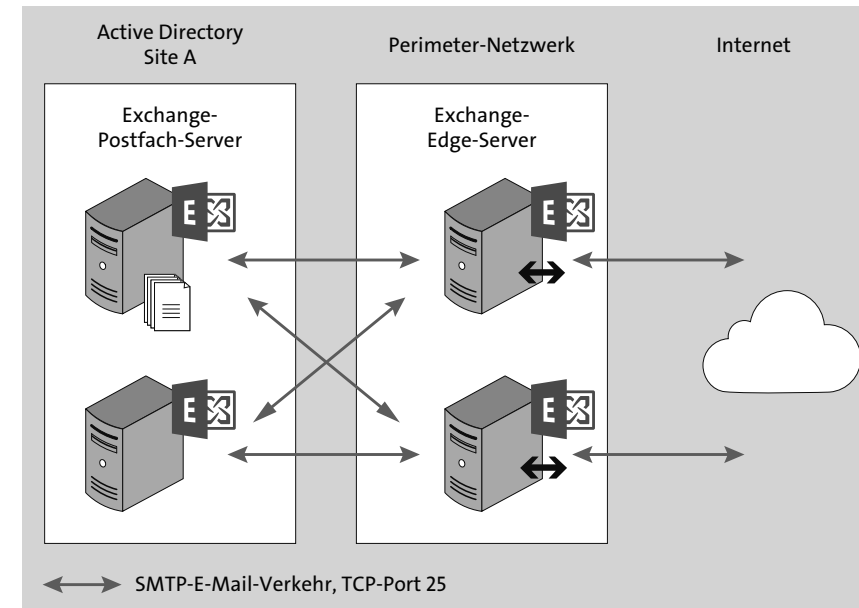 Active Directory
Site A
Perimeter-Netzwerk
Internet
Exchange-
Postfach-Server
Exchange-
Edge-Server
E
E
E
E
SMTP-E-Mail-Verkehr, TCP-Port 25